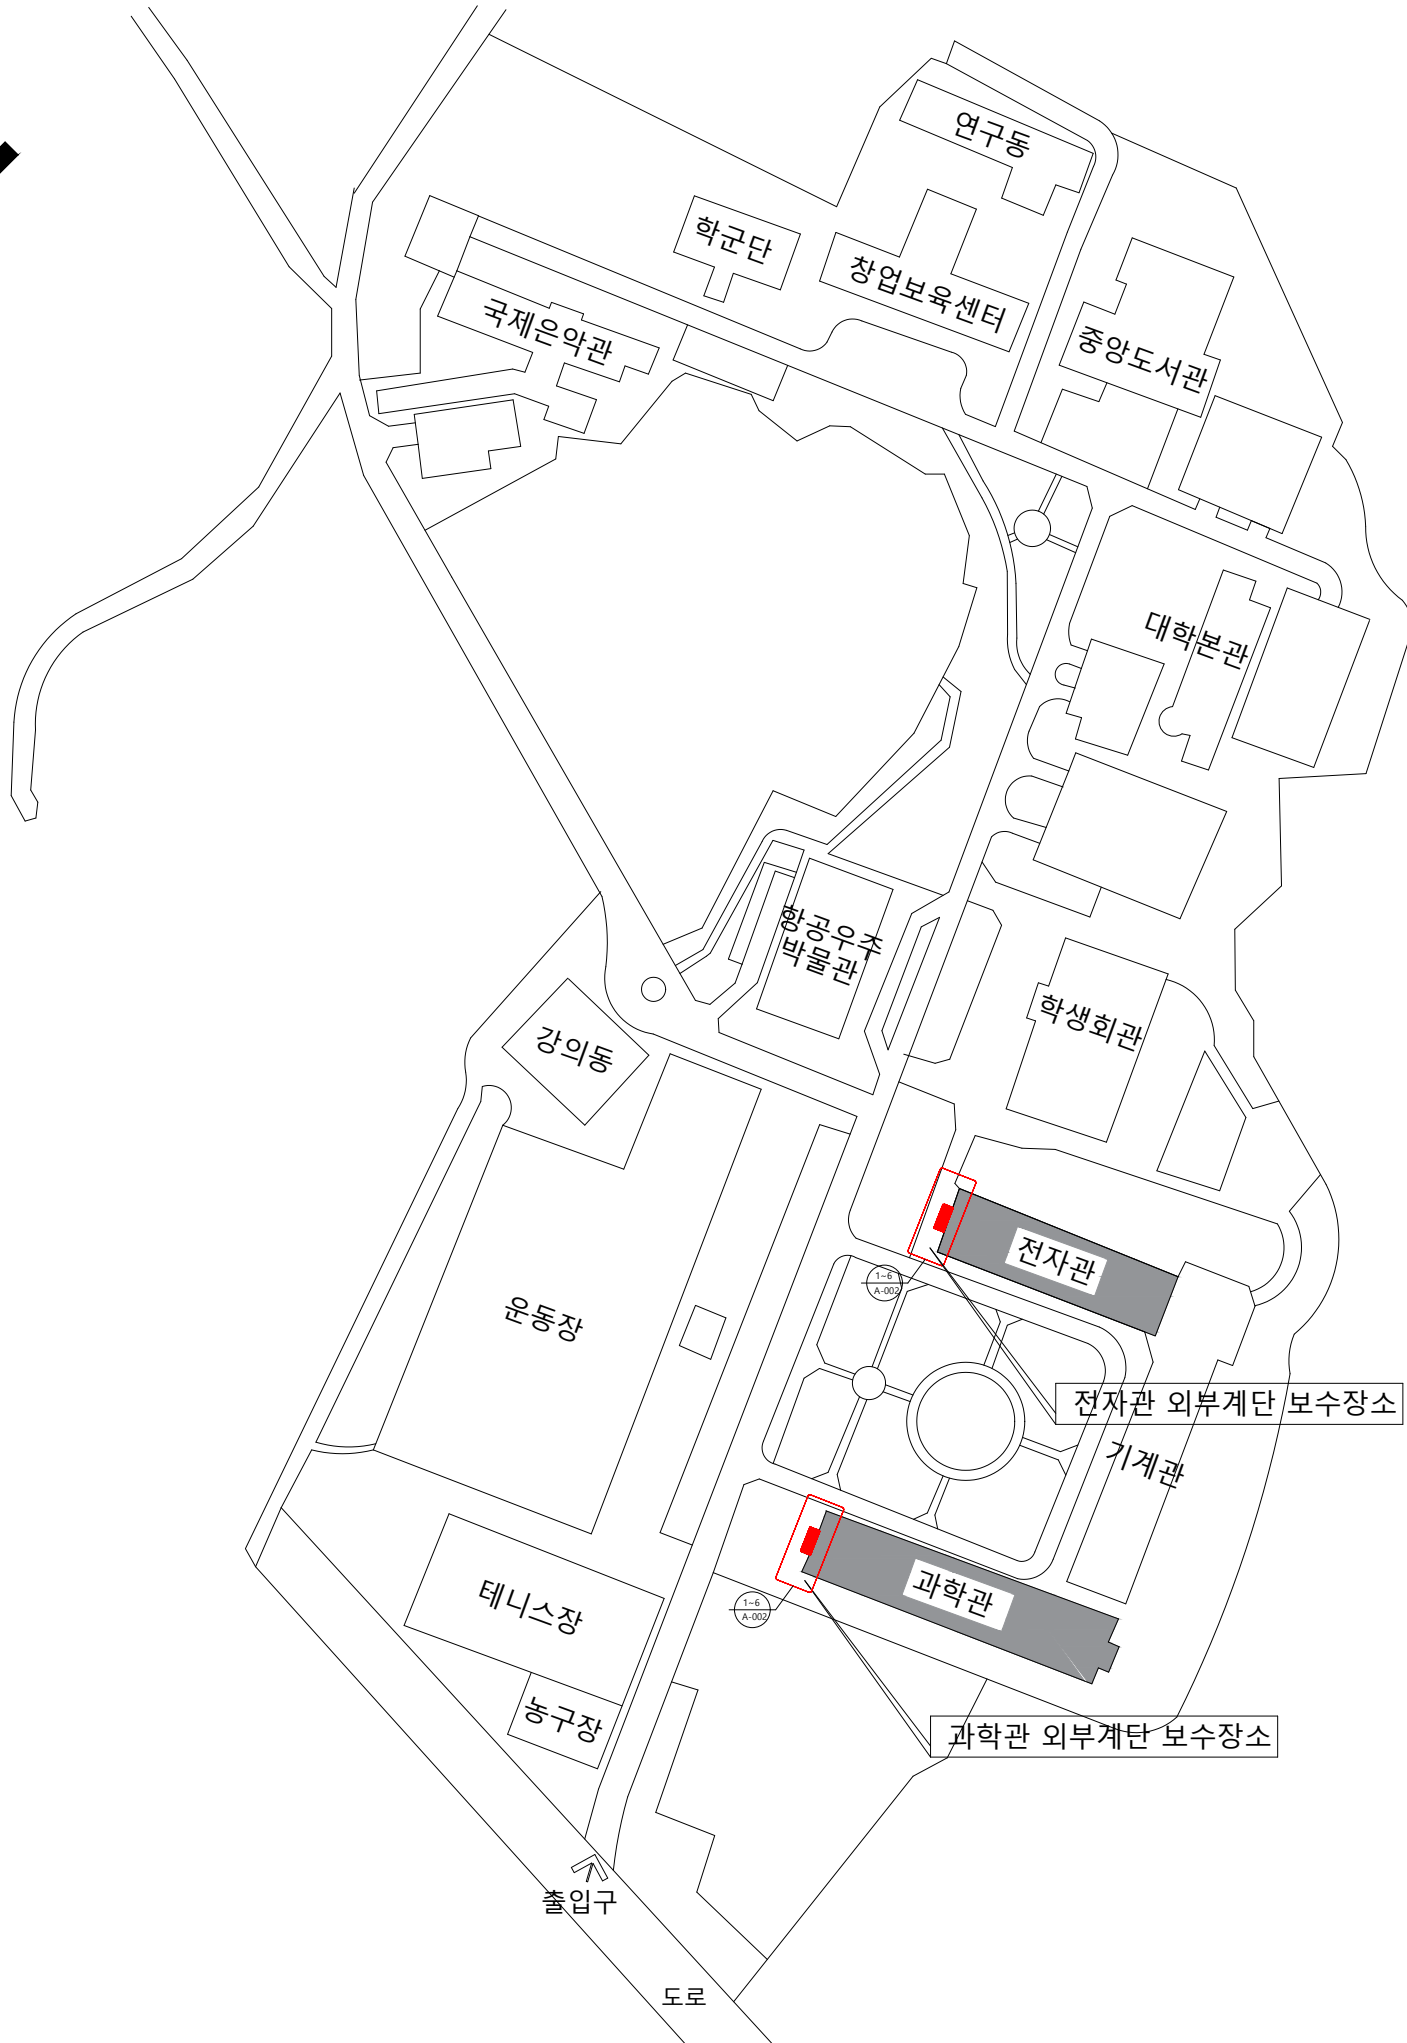 연구동
학군단
창업보육센터
국제은악관
중앙도서관
대학본관
항공우주
박물관
학생회관
강의동
전자관
1~6
A-002
운동장
전자관 외부계단 보수장소
기계관
과학관
1~6
A-002
테니스장
농구장
과학관 외부계단 보수장소
출입구
도로